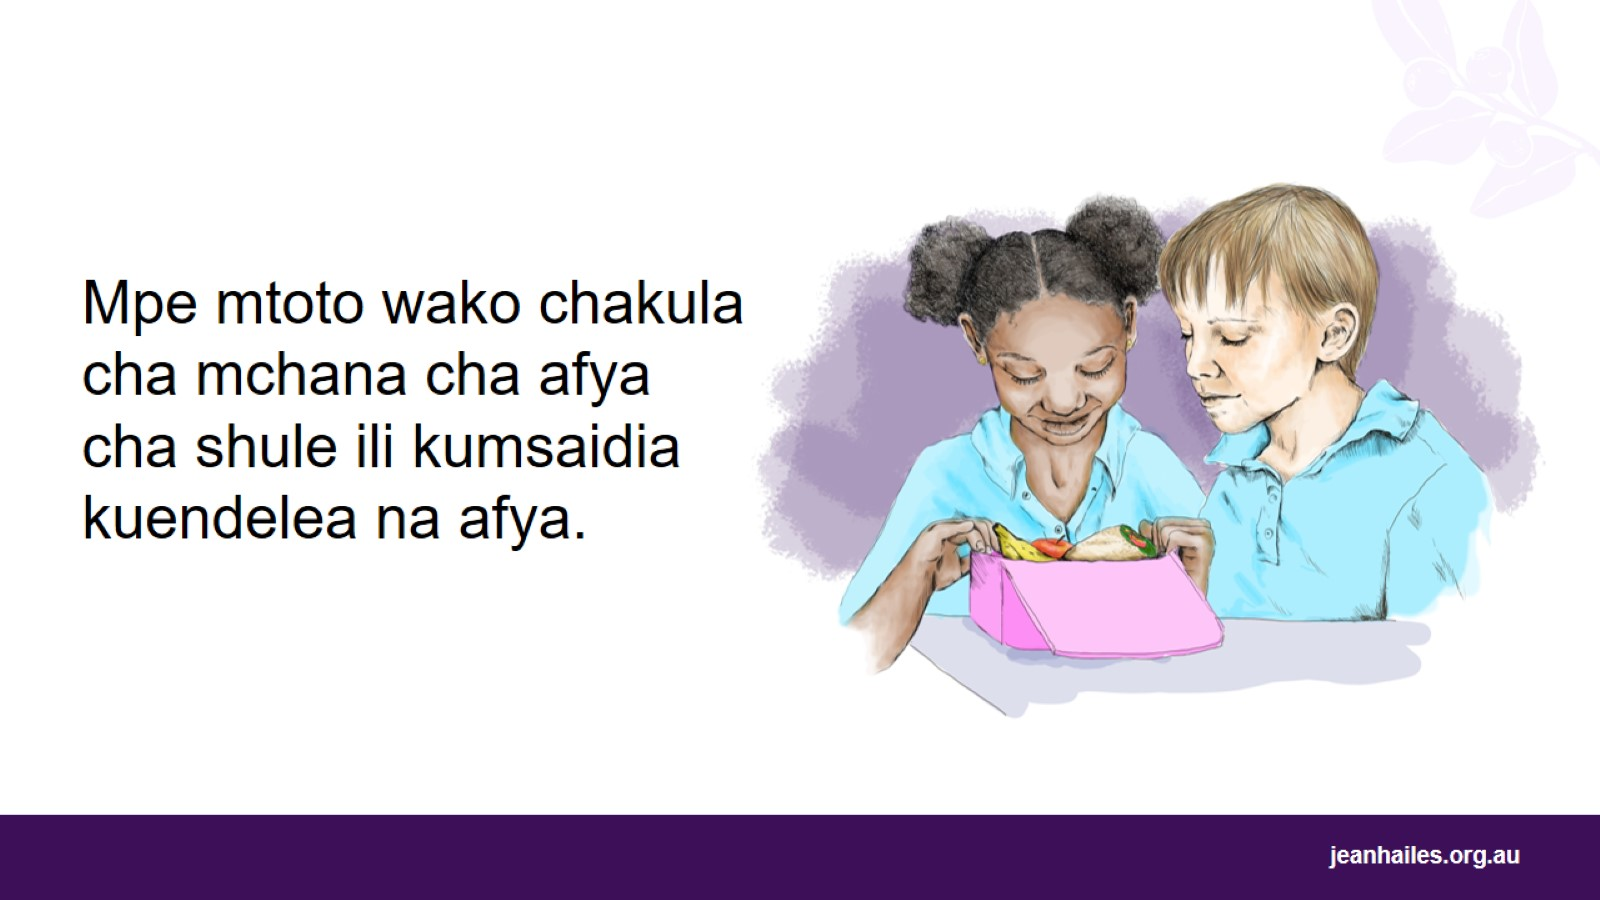 Mpe mtoto wako chakula
cha mchana cha afya
cha shule ili kumsaidia
kuendelea na afya.
jeanhailes.org.au